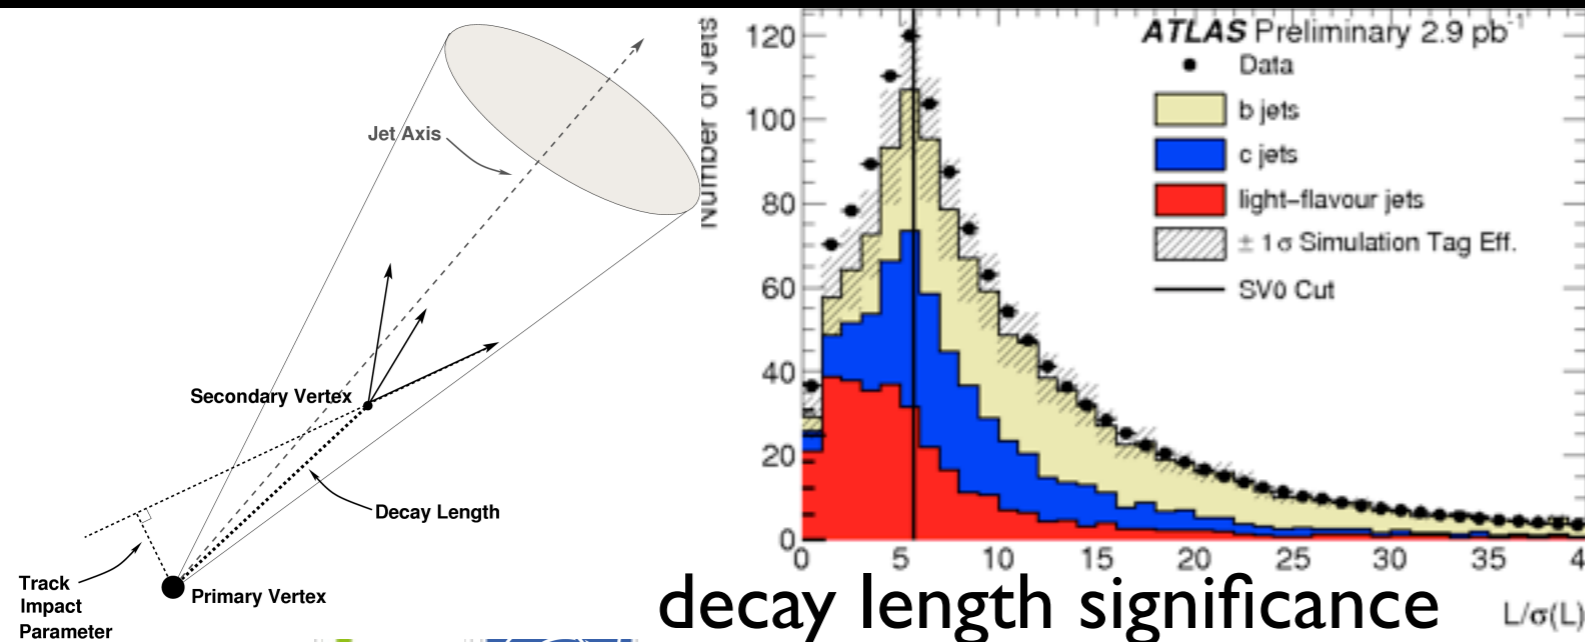 Jet Axis
Secondary Vertex
Decay Length
Track
Impact
Parameter
Primary Vertex
Number of Jets
120
100
80
60
40
20
0
ATLAS Preliminary 2.9 pb-1
Data
b jets
c jets
light-flavour jets
± 1σ Simulation Tag Eff.
SV0 Cut
0 5 10 15 20 25 30 35 4
decay length significance
L/σ(L)